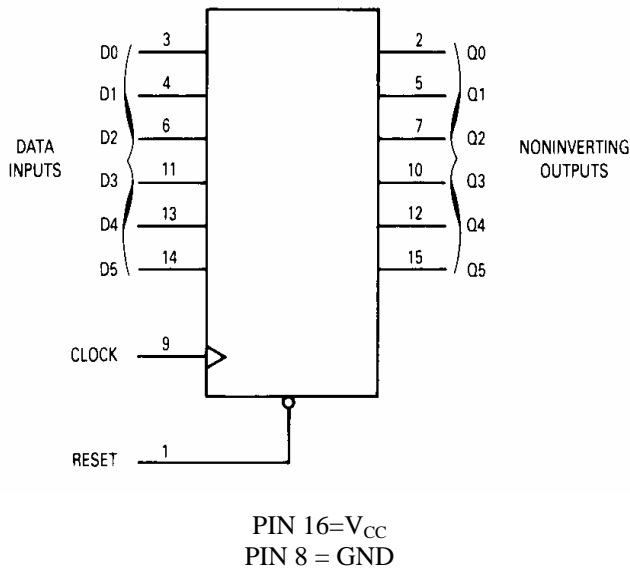 3 2
D0 Q0
4 5
D1 Q1
6 7
D2 Q2
DATA INPUTS
NONINVERTING OUTPUTS
11 10
D3 Q3
13 12
D4 Q4
14 15
D5 Q5
9
CLOCK
1
RESET
PIN 16=VCC
PIN 8 = GND